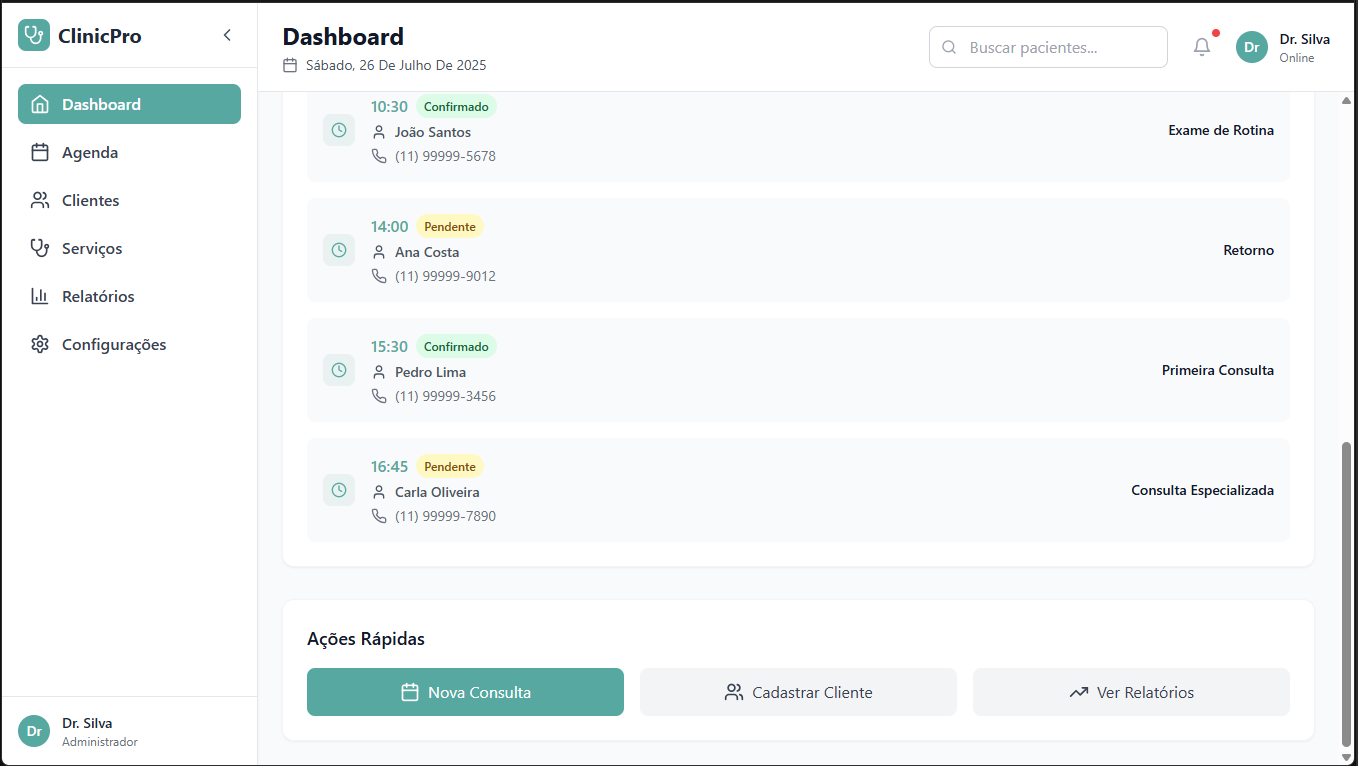 ClinicPro
Dashboard
Agenda
Clientes
Serviços
Relatórios
Configurações
Dr
Dr. Silva
Administrador
Dashboard
Sábado, 26 De Julho De 2025
Buscar pacientes...
Dr
Dr. Silva
Online
10:30 Confirmado
João Santos
(11) 99999-5678
Exame de Rotina
14:00 Pendente
Ana Costa
(11) 99999-9012
Retorno
15:30 Confirmado
Pedro Lima
(11) 99999-3456
Primeira Consulta
16:45 Pendente
Carla Oliveira
(11) 99999-7890
Consulta Especializada
Ações Rápidas
Nova Consulta
Cadastrar Cliente
Ver Relatórios